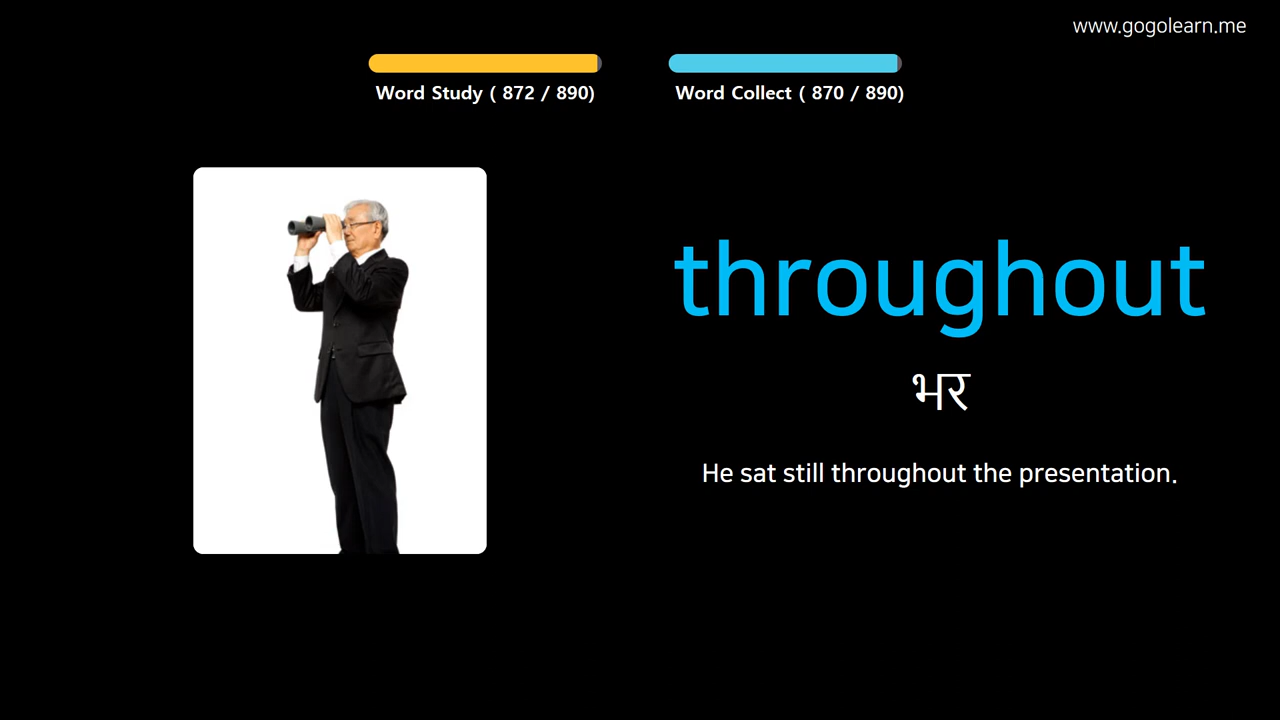 www.gogolearn.me
Word Study ( 872 / 890)
Word Collect ( 870 / 890)
throughout
भर
He sat still throughout the presentation.